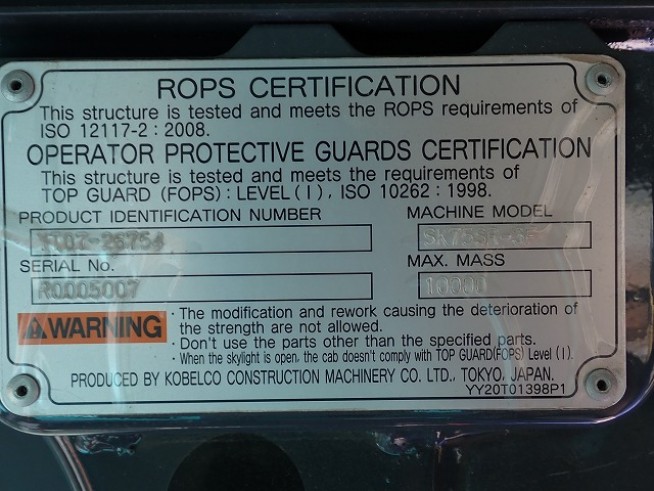 ROPS CERTIFICATION
This structure is tested and meets the ROPS requirements of
ISO 12117-2 : 2008.
OPERATOR PROTECTIVE GUARDS CERTIFICATION
This structure is tested and meets the requirements of
TOP GUARD (FOPS) : LEVEL ( I ), ISO 10262 : 1998.
PRODUCT IDENTIFICATION NUMBER
MACHINE MODEL
SERIAL No.
MAX. MASS
R0005007
WARNING
· The modification and rework causing the deterioration of
the strength are not allowed.
· Don't use the parts other than the specified parts.
· When the skylight is open, the cab doesn't comply with TOP GUARD(FOPS) Level ( I ).
PRODUCED BY KOBELCO CONSTRUCTION MACHINERY CO. LTD., TOKYO, JAPAN.
YY20T01398P1